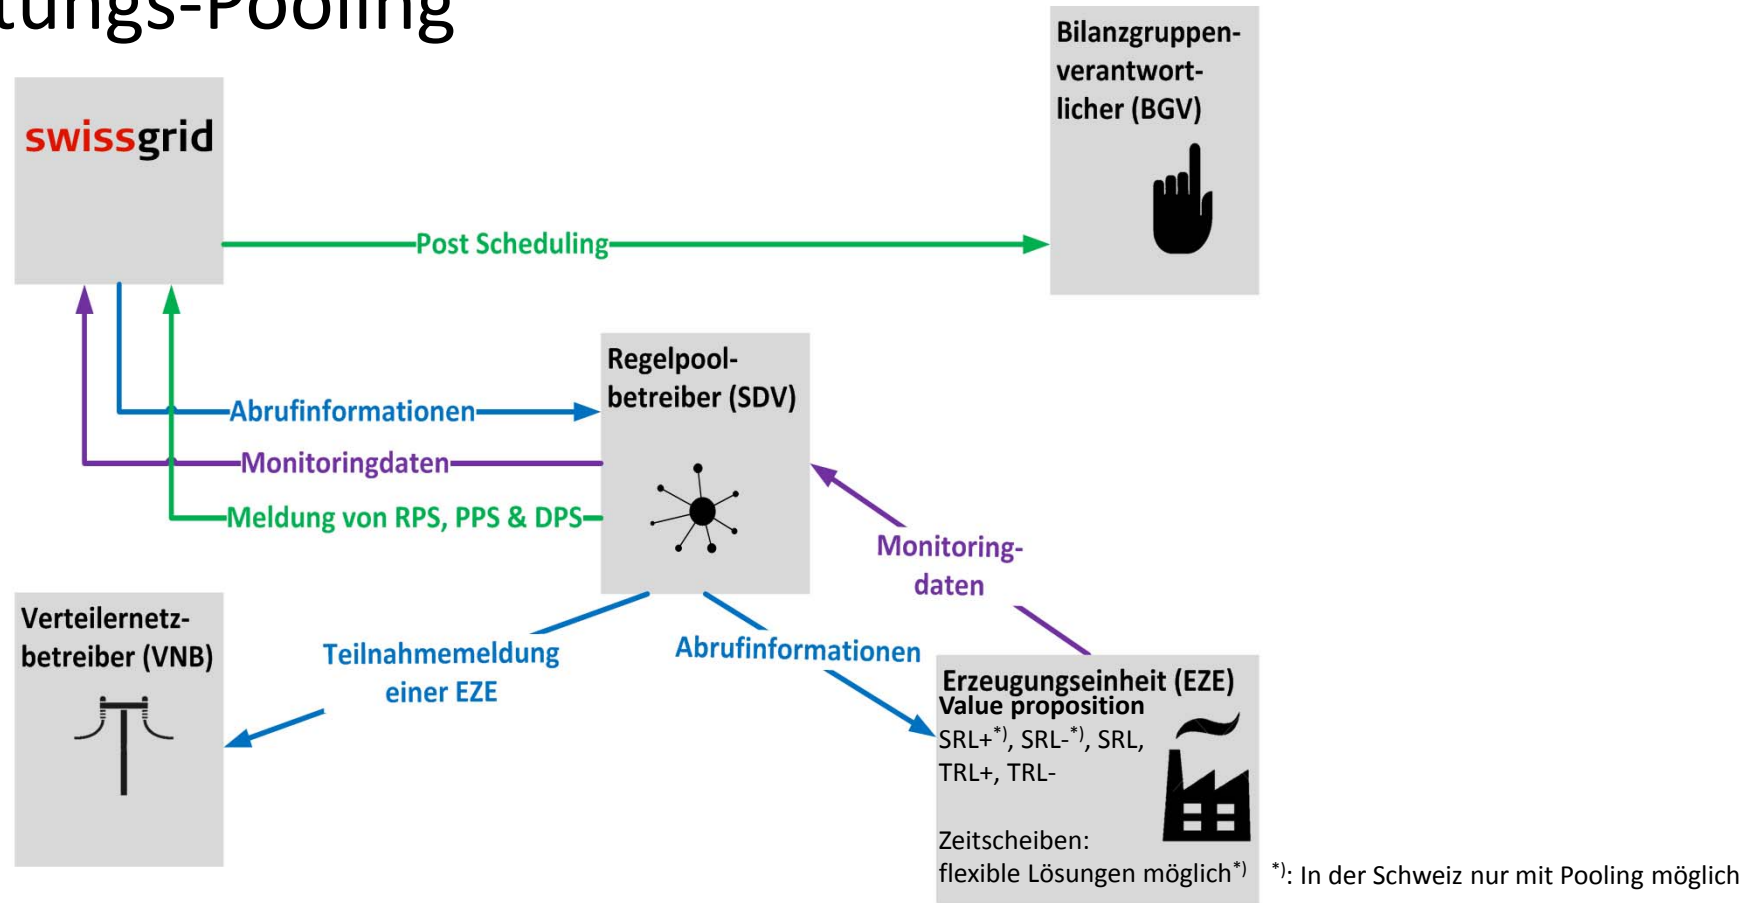 tungs-Pooling
Bilanzgruppen-
verantwort-
licher (BGV)
swissgrid
Post Scheduling
Regelpool-
betreiber (SDV)
Abrufinformationen
Monitoringdaten
Meldung von RPS, PPS & DPS
Monitoring-
daten
Verteilernetz-
betreiber (VNB)
Teilnahmemeldung
einer EZE
Abrufinformationen
Erzeugungseinheit (EZE)
Value proposition
SRL+*), SRL-*), SRL,
TRL+, TRL-
Zeitscheiben:
flexible Lösungen möglich*)
*): In der Schweiz nur mit Pooling möglich